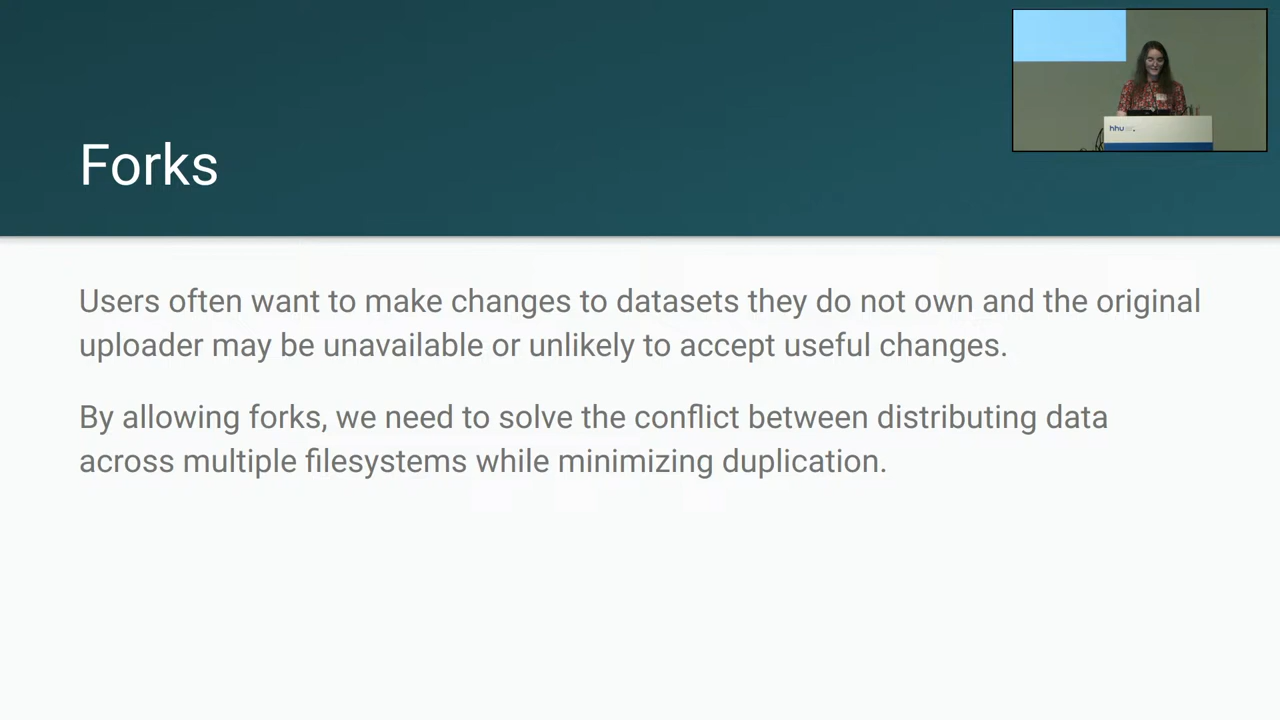 Forks
hhu
Users often want to make changes to datasets they do not own and the original
uploader may be unavailable or unlikely to accept useful changes.
By allowing forks, we need to solve the conflict between distributing data
across multiple filesystems while minimizing duplication.